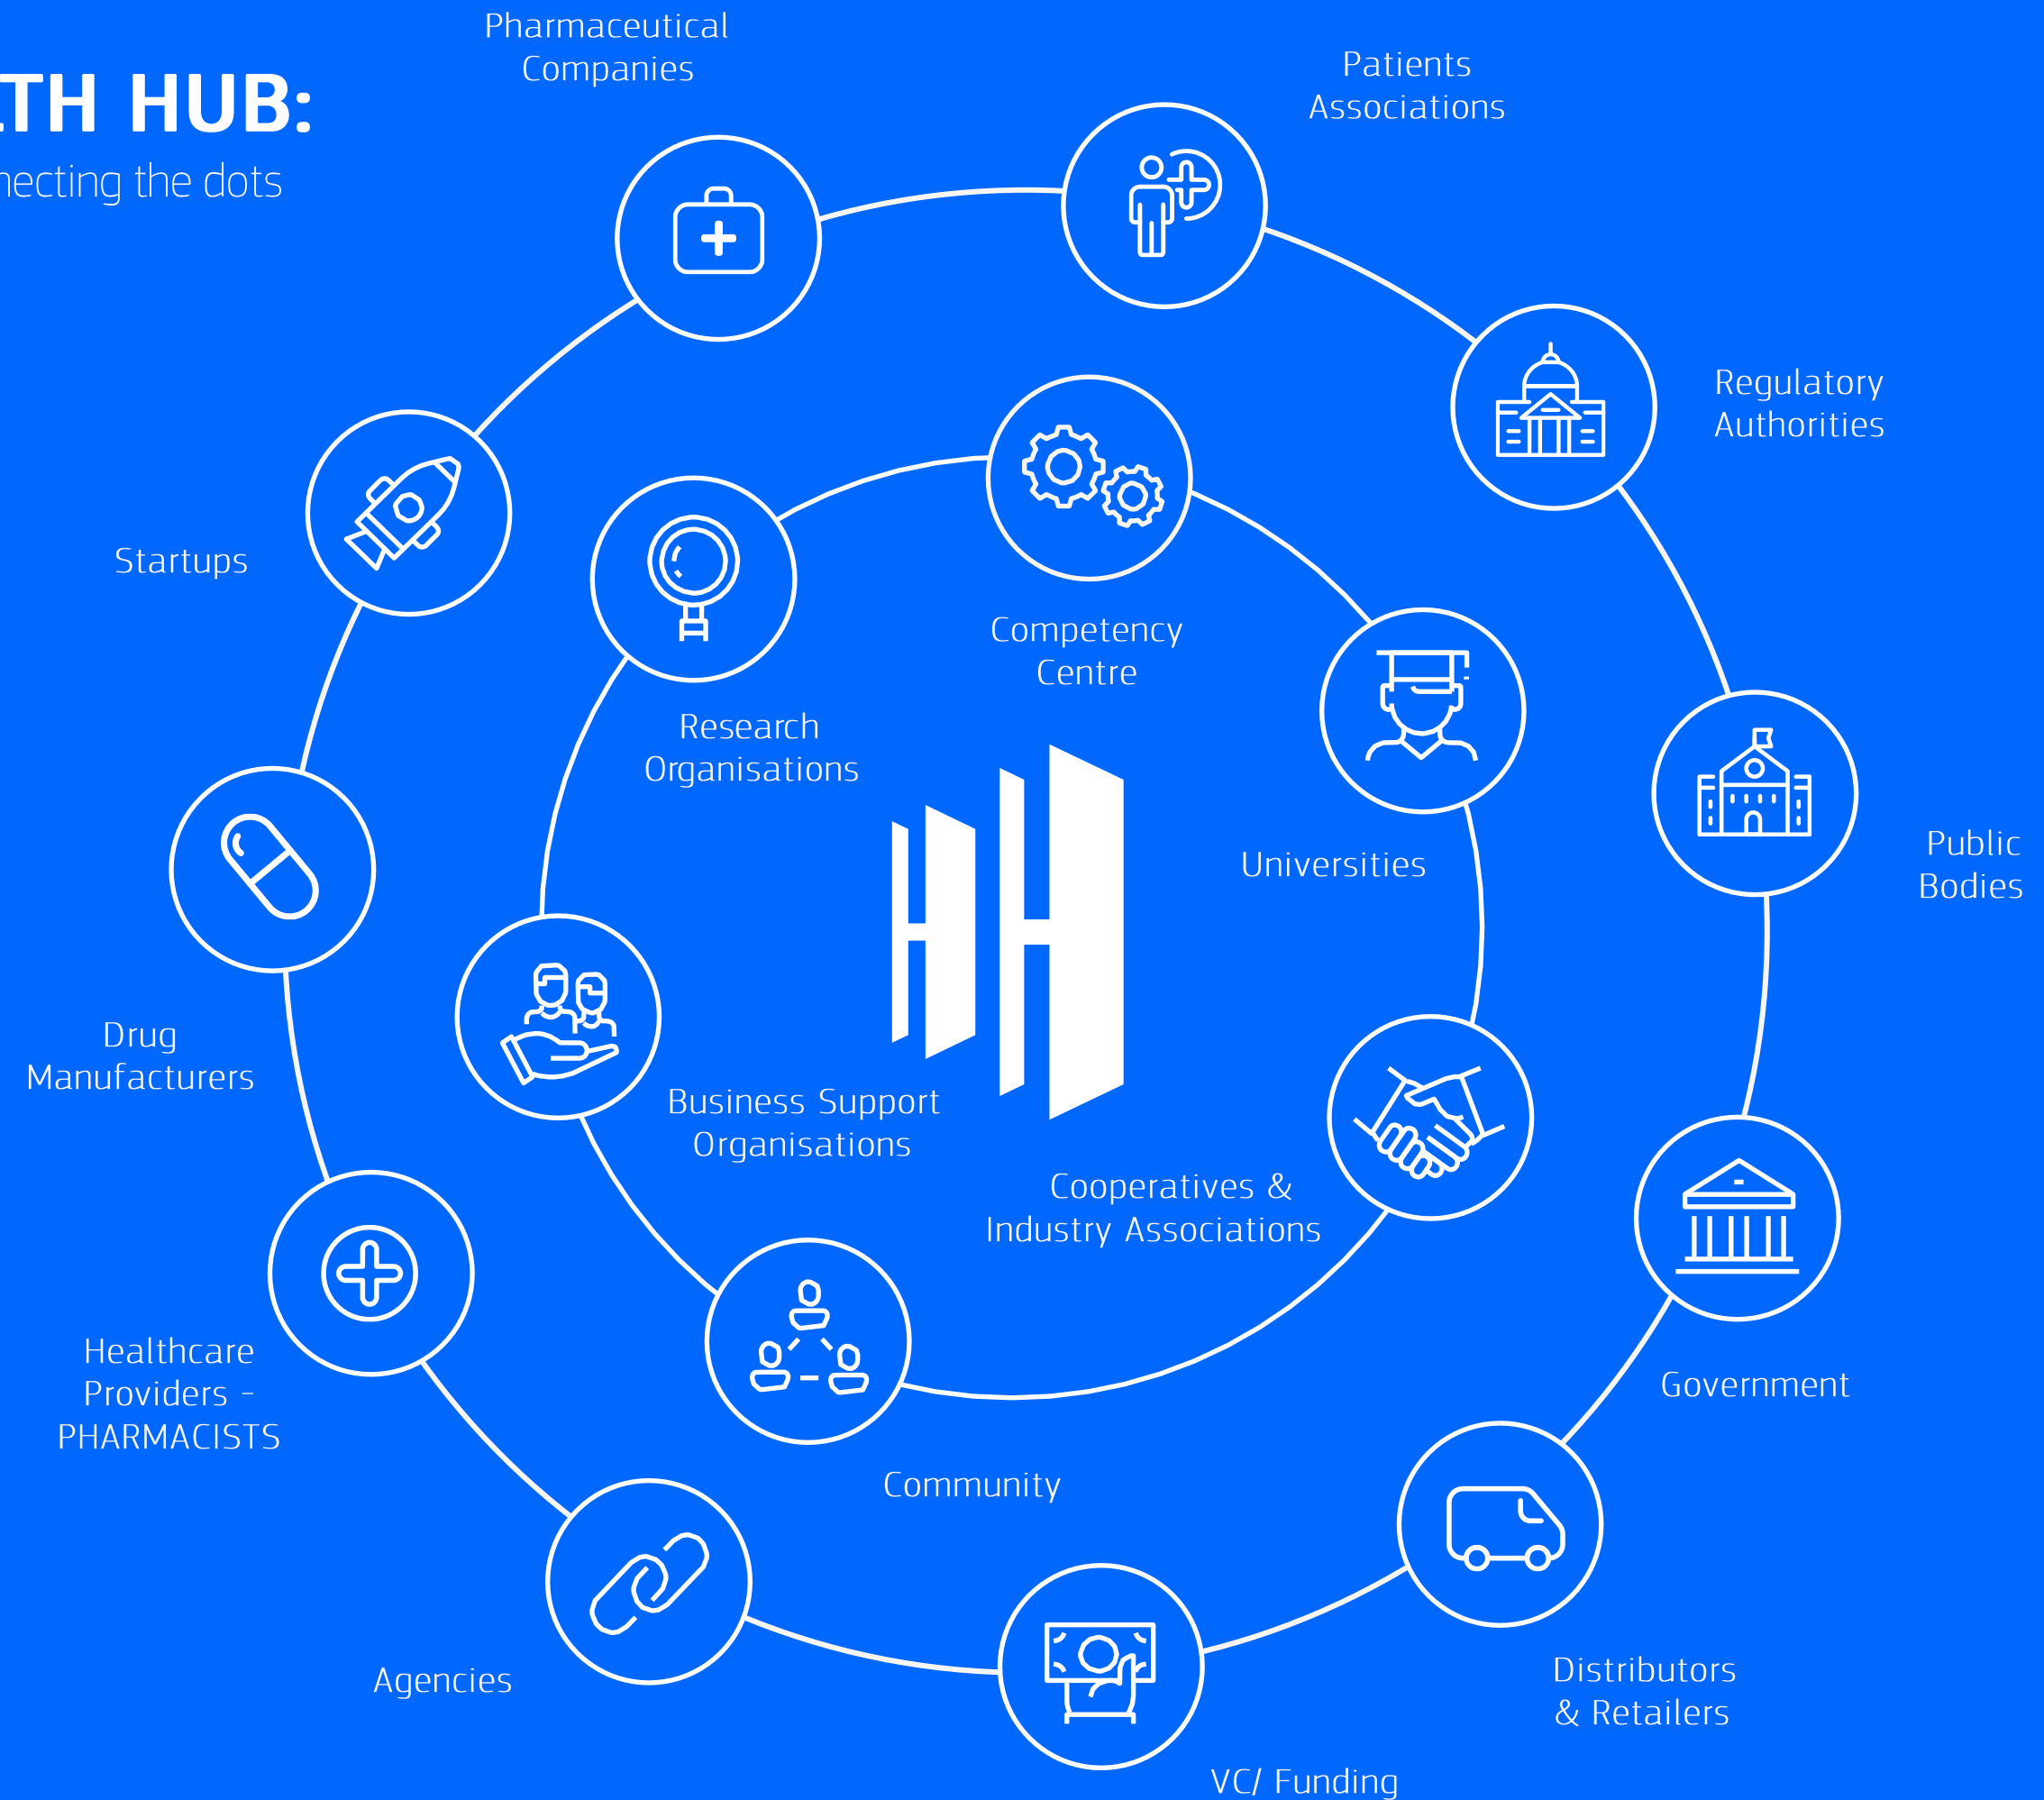 Pharmaceutical
Companies
Patients
Associations
TH HUB:
necting the dots
Regulatory
Authorities
Startups
Competency
Centre
Research
Organisations
Universities
Public
Bodies
Drug
Manufacturers
Business Support
Organisations
Cooperatives &
Industry Associations
Healthcare
Providers -
PHARMACISTS
Government
Community
Agencies
Distributors
& Retailers
VC/ Funding